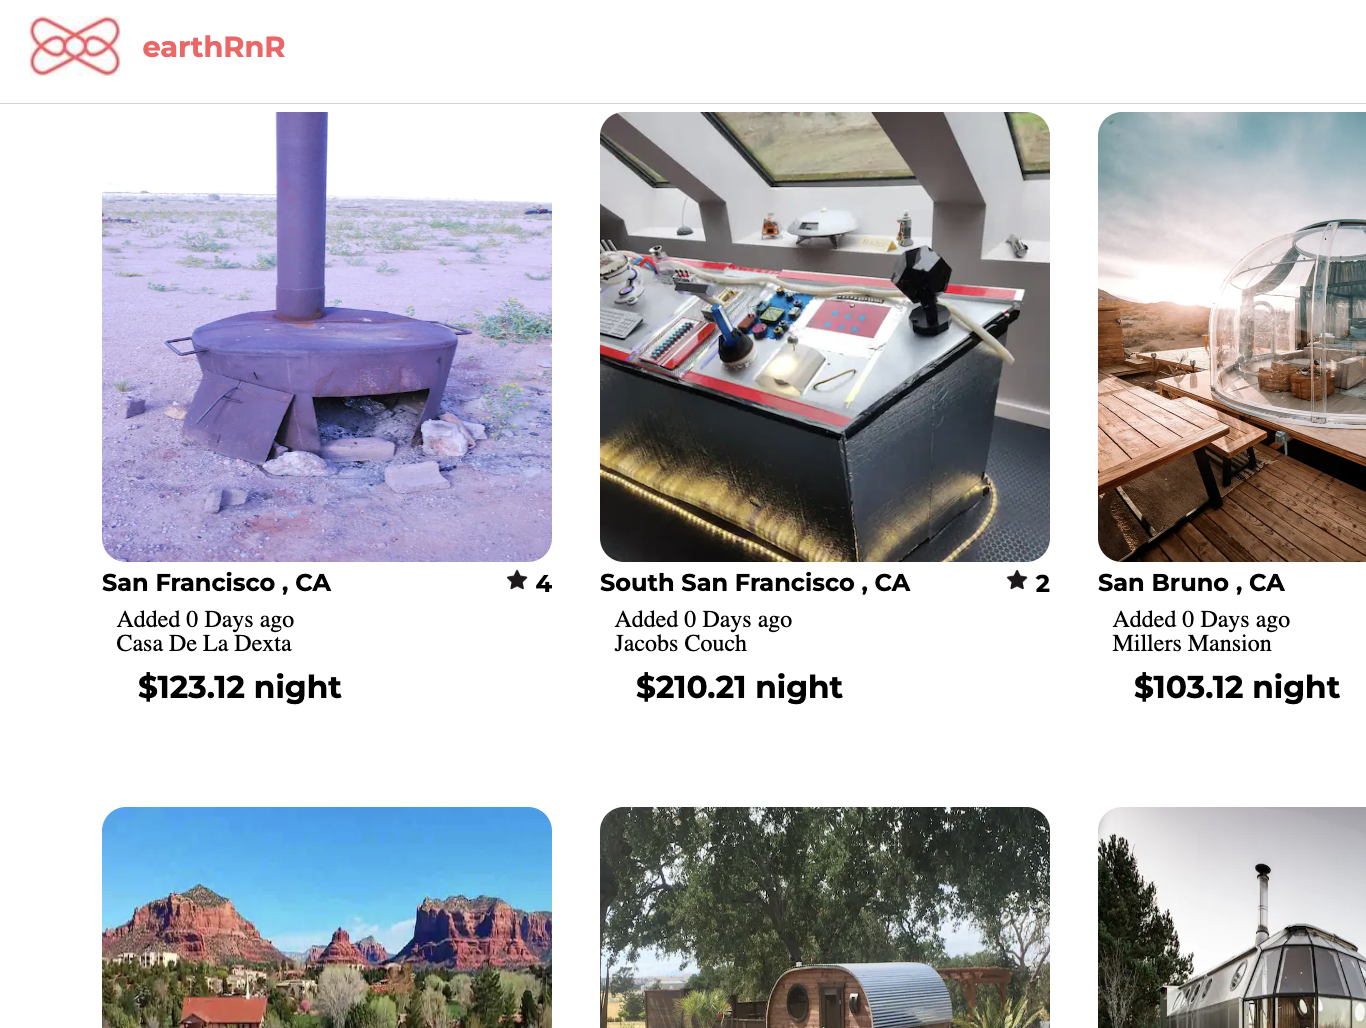 earthRnR
San Francisco , CA
4
Added 0 Days ago
Casa De La Dexta
$123.12 night
South San Francisco , CA
2
Added 0 Days ago
Jacobs Couch
$210.21 night
San Bruno , CA
Added 0 Days ago
Millers Mansion
$103.12 night